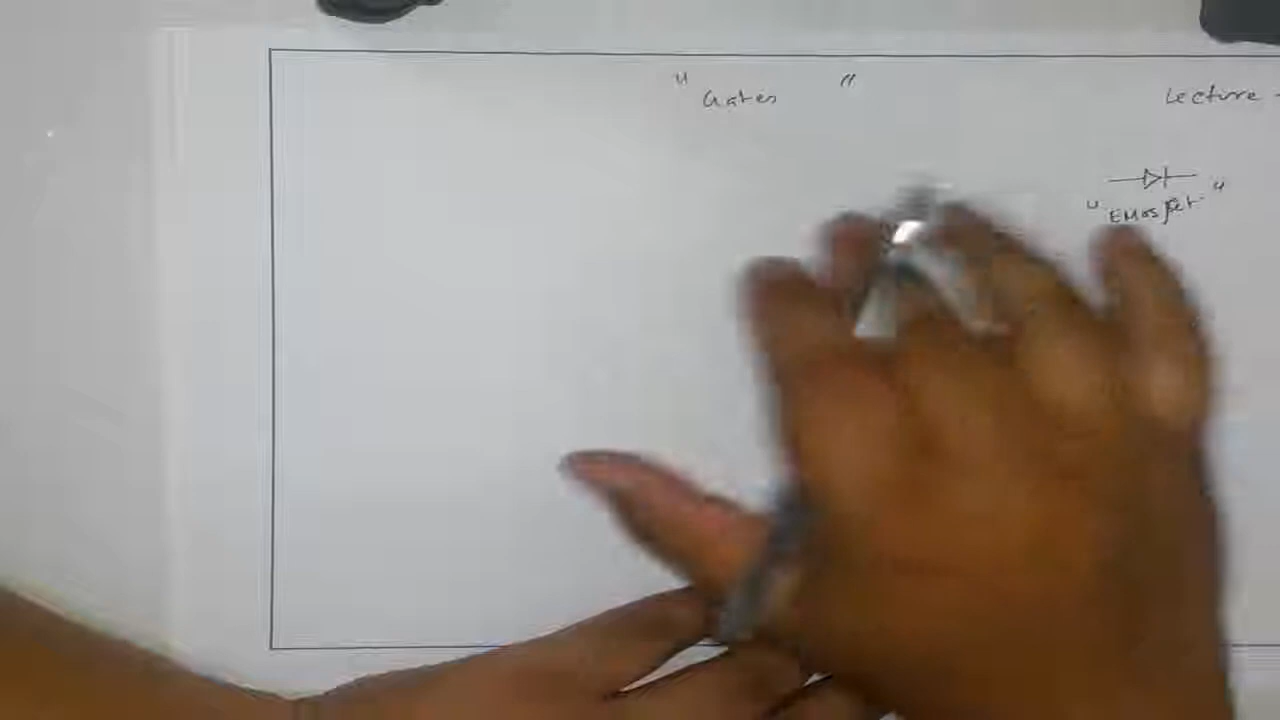 " Gates "
Lecture -
" EMosfet "